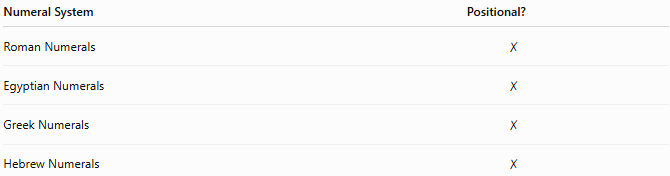 Numeral System Positional?
Roman Numerals ✗
Egyptian Numerals ✗
Greek Numerals ✗
Hebrew Numerals ✗